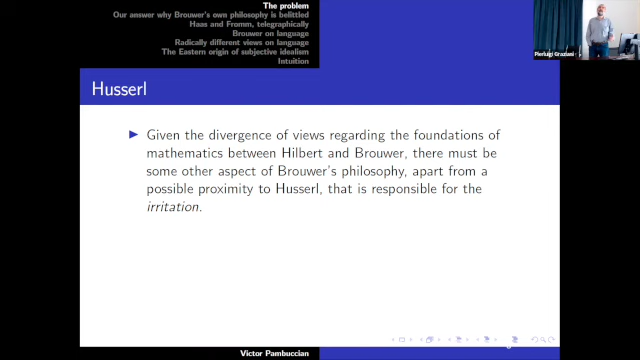 The problem
Our answer why Brouwer's own philosophy is belittled
Haas and Fromm, telegraphically
Brouwer on language
Radically different views on language
The Eastern origin of subjective idealism
Intuition
Pierluigi Graziani
Husserl
Given the divergence of views regarding the foundations of
mathematics between Hilbert and Brouwer, there must be
some other aspect of Brouwer's philosophy, apart from a
possible proximity to Husserl, that is responsible for the
irritation.
Victor Pambuccian